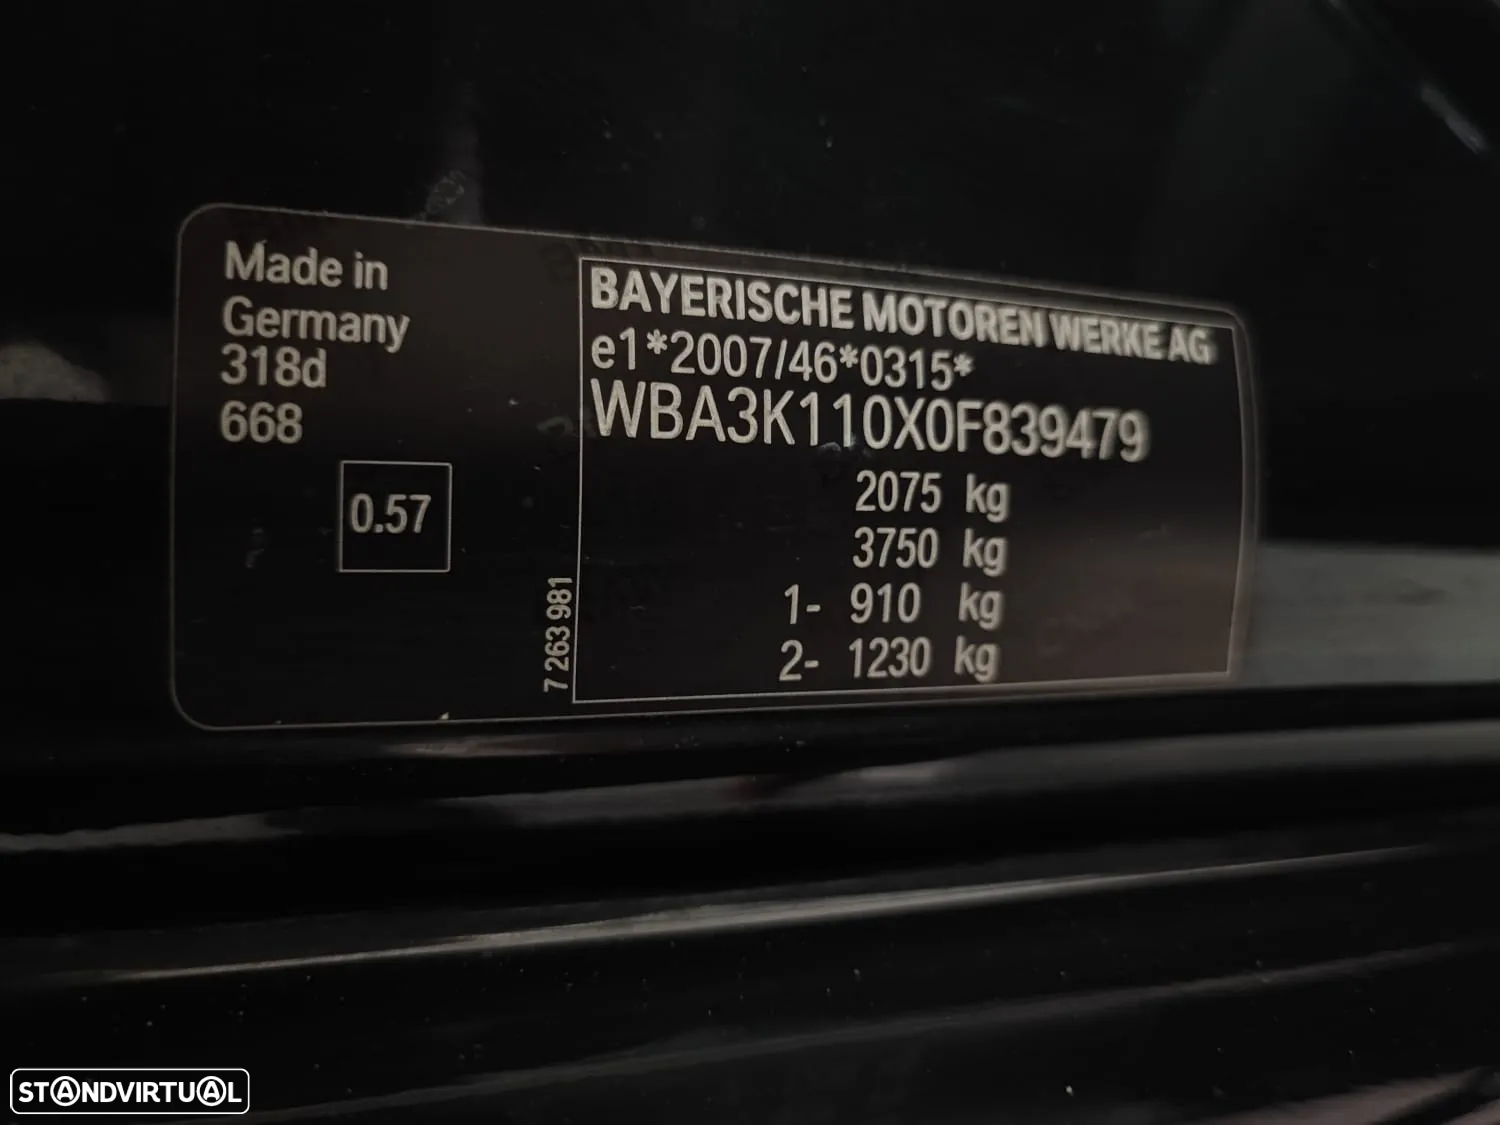 Made in
Germany
318d
668
0.57
7 263 981
BAYERISCHE MOTOREN WERKE AG
e1*2007/46*0315*
WBA3K110X0F839479
2075 kg
3750 kg
1- 910 kg
2- 1230 kg
STANDVIRTUAL